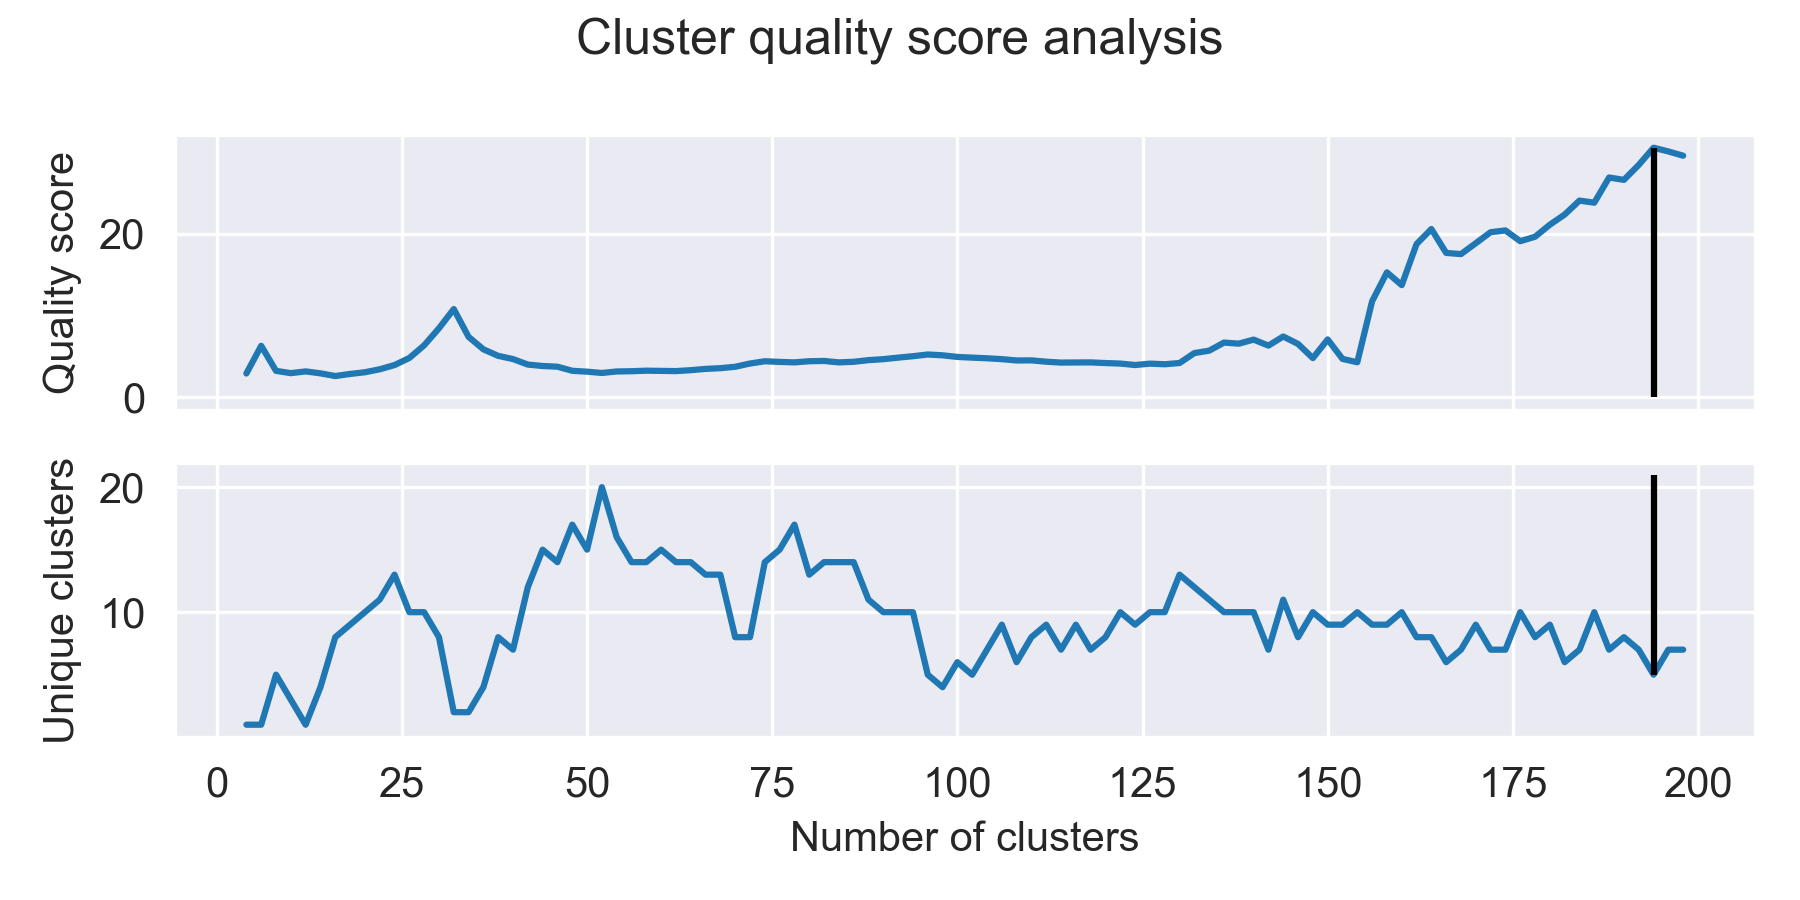 Cluster quality score analysis
Quality score
20
0
Unique clusters
20
10
0 25 50 75 100 125 150 175 200
Number of clusters